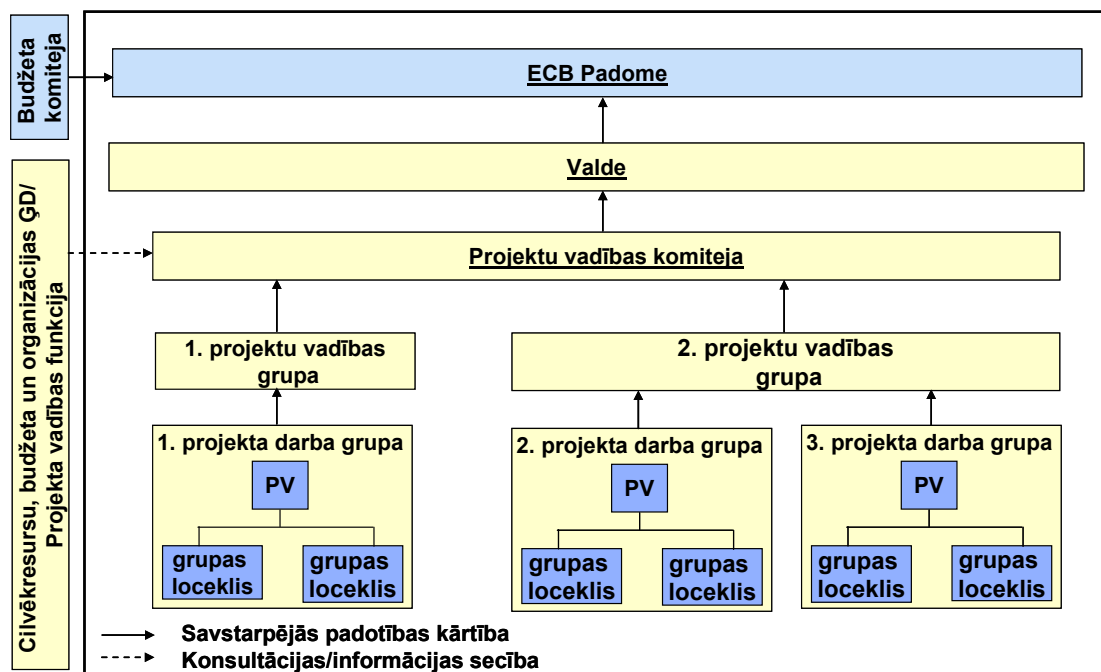 Budžeta
komiteja
ECB Padome
Cilvēkresursu, budžeta un organizācijas ĢD/
Projekta vadības funkcija
Valde
Projektu vadības komiteja
1. projektu vadības
grupa
2. projektu vadības
grupa
1. projekta darba grupa
PV
grupas
loceklis
grupas
loceklis
2. projekta darba grupa
PV
grupas
loceklis
grupas
loceklis
3. projekta darba grupa
PV
grupas
loceklis
grupas
loceklis
Savstarpējās padotības kārtība
Konsultācijas/informācijas secība